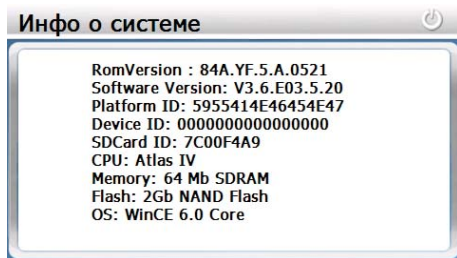 Инфо о системе
RomVersion : 84A.YF.5.A.0521
Software Version: V3.6.E03.5.20
Platform ID: 5955414E46454E47
Device ID: 0000000000000000
SDCard ID: 7C00F4A9
CPU: Atlas IV
Memory: 64 Mb SDRAM
Flash: 2Gb NAND Flash
OS: WinCE 6.0 Core